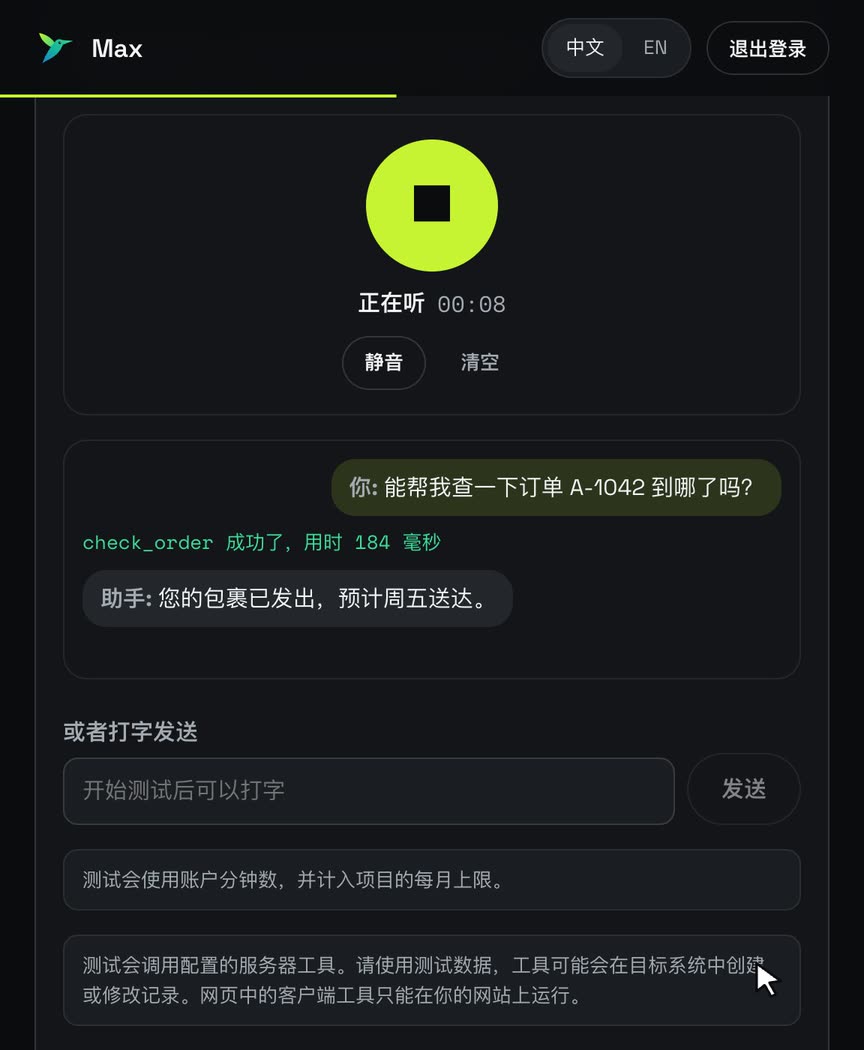 Max
中文
EN
退出登录
正在听 00:08
静音
清空
你: 能帮我查一下订单 A-1042 到哪了吗?
check_order 成功了, 用时 184 毫秒
助手: 您的包裹已发出，预计周五送达。
或者打字发送
开始测试后可以打字
发送
测试会使用账户分钟数，并计入项目的每月上限。
测试会调用配置的服务器工具。请使用测试数据，工具可能会在目标系统中创建
或修改记录。网页中的客户端工具只能在你的网站上运行。